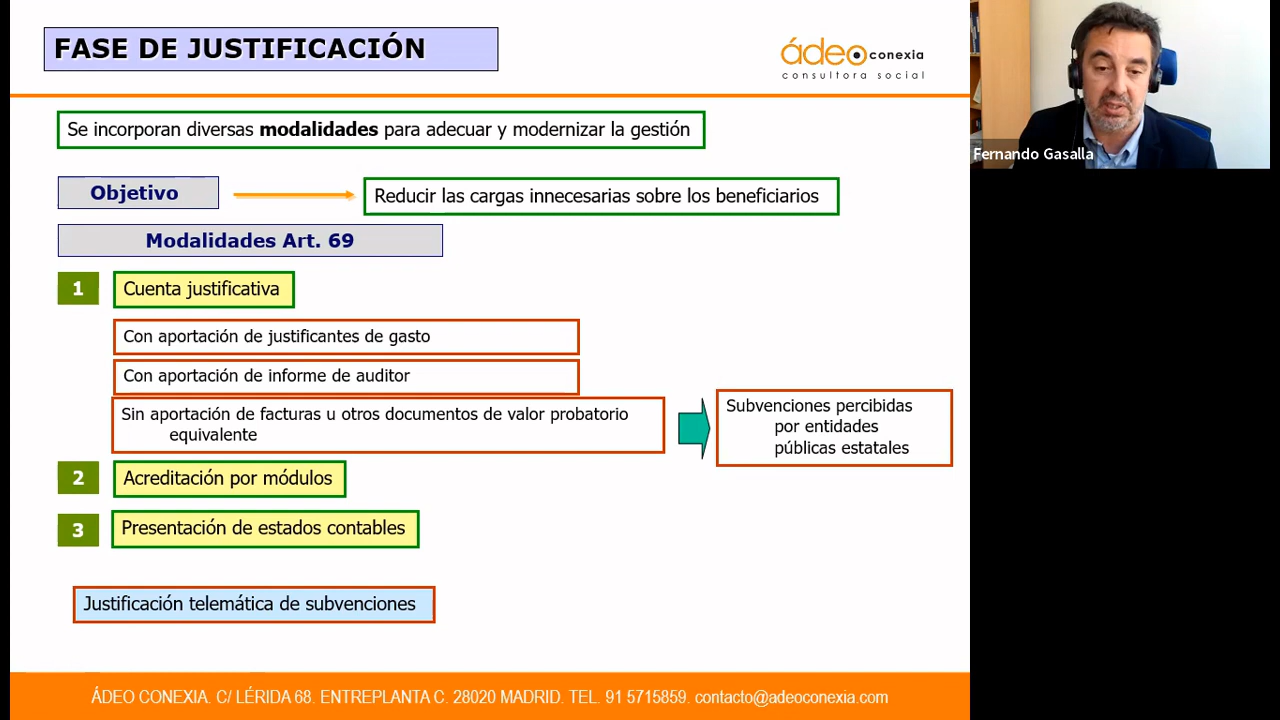 FASE DE JUSTIFICACIÓN
ádeo conexia
consultora social
Fernando Gasalla
Se incorporan diversas modalidades para adecuar y modernizar la gestión
Objetivo
Reducir las cargas innecesarias sobre los beneficiarios
Modalidades Art. 69
1
Cuenta justificativa
Con aportación de justificantes de gasto
Con aportación de informe de auditor
Sin aportación de facturas u otros documentos de valor probatorio
equivalente
Subvenciones percibidas
por entidades
públicas estatales
2
Acreditación por módulos
3
Presentación de estados contables
Justificación telemática de subvenciones
ÁDEO CONEXIA. C/ LÉRIDA 68. ENTREPLANTA C. 28020 MADRID. TEL. 91 5715859. contacto@adeoconexia.com